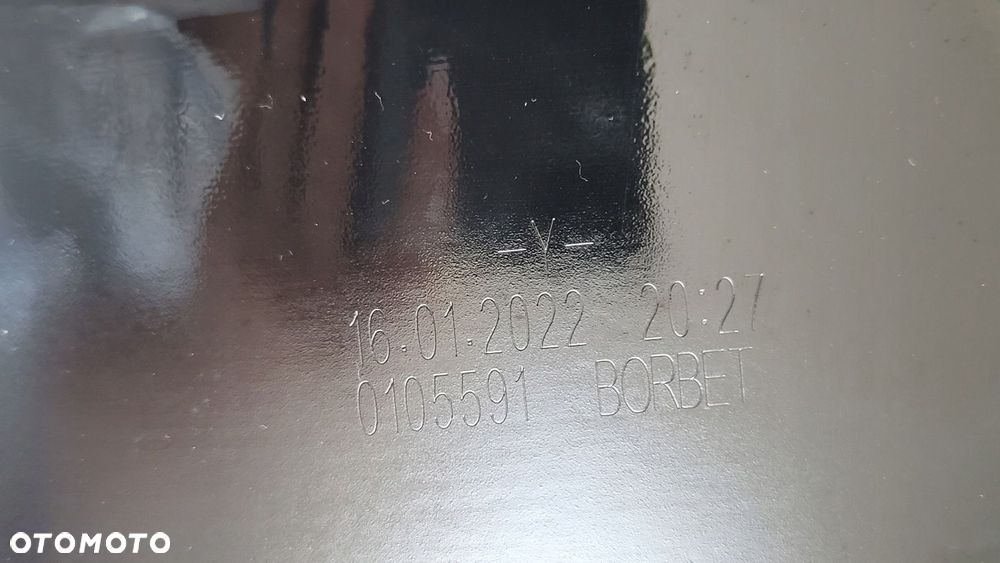 -Y-
16.01.2022 20:27
0105591 BORBET
OTOMOTO